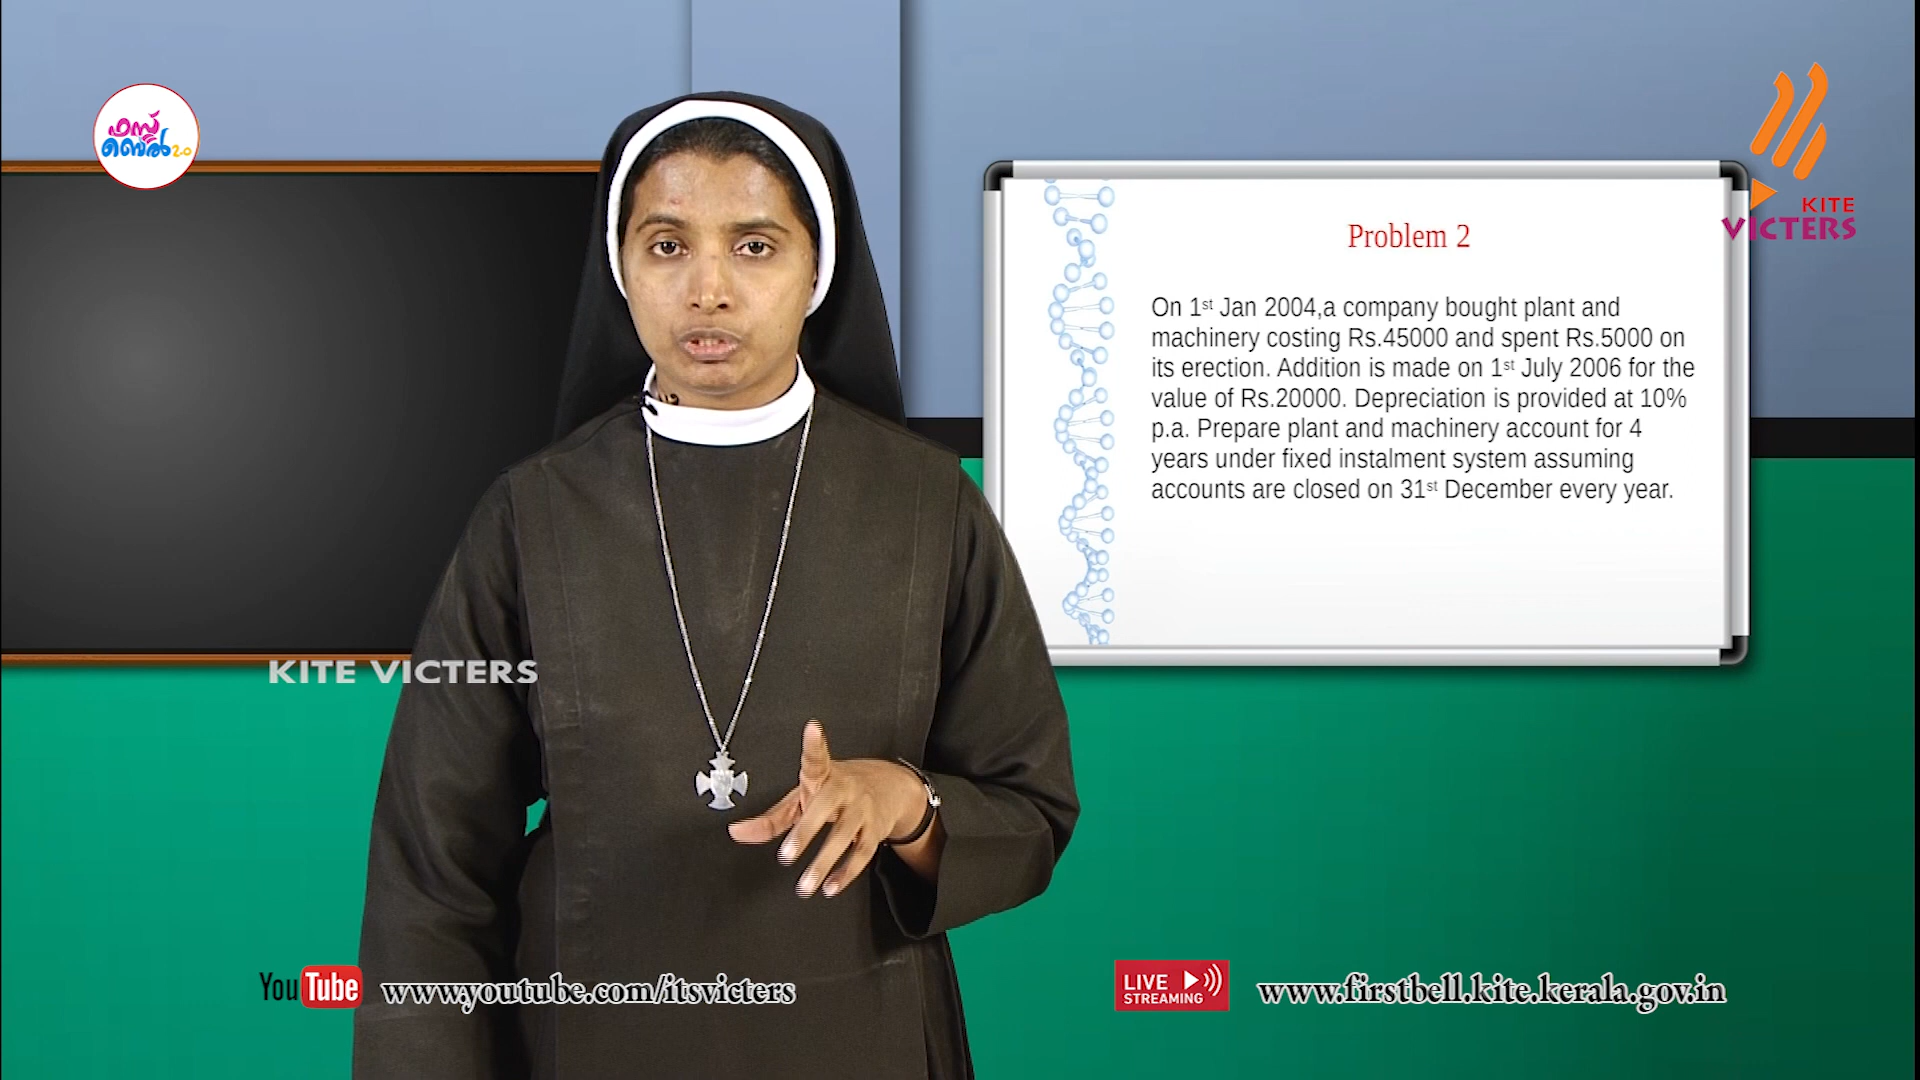 ഫസ്റ്റ്
ബെൽ 2.0
KITE
VICTERS
Problem 2
On 1st Jan 2004,a company bought plant and
machinery costing Rs.45000 and spent Rs.5000 on
its erection. Addition is made on 1st July 2006 for the
value of Rs.20000. Depreciation is provided at 10%
p.a. Prepare plant and machinery account for 4
years under fixed instalment system assuming
accounts are closed on 31st December every year.
KITE VICTERS
YouTube www.youtube.com/itsvicters
LIVE
STREAMING
www.firstbell.kite.kerala.gov.in